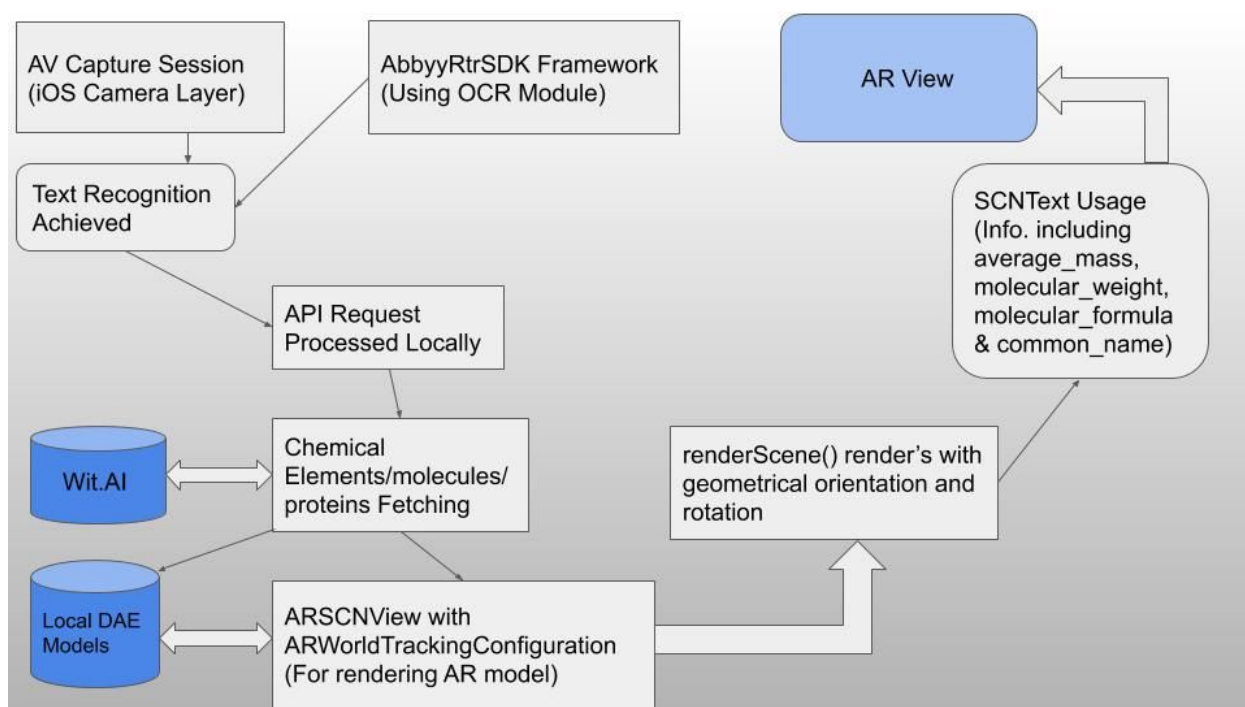 AV Capture Session
(iOS Camera Layer)
AbbyyRtrSDK Framework
(Using OCR Module)
AR View
Text Recognition
Achieved
SCNText Usage
(Info. including
average_mass,
molecular_weight,
molecular_formula
& common_name)
API Request
Processed Locally
Wit.AI
Chemical
Elements/molecules/
proteins Fetching
renderScene() render's with
geometrical orientation and
rotation
Local DAE
Models
ARSCNView with
ARWorldTrackingConfiguration
(For rendering AR model)